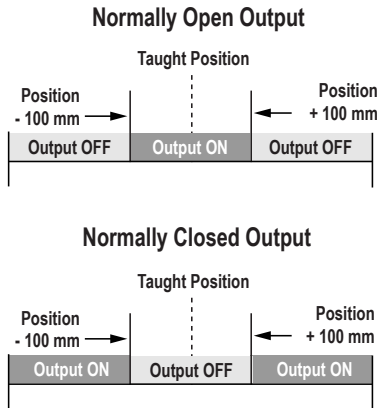 Normally Open Output
Taught Position
Position
- 100 mm
Position
+ 100 mm
Output OFF
Output ON
Output OFF
Normally Closed Output
Taught Position
Position
- 100 mm
Position
+ 100 mm
Output ON
Output OFF
Output ON